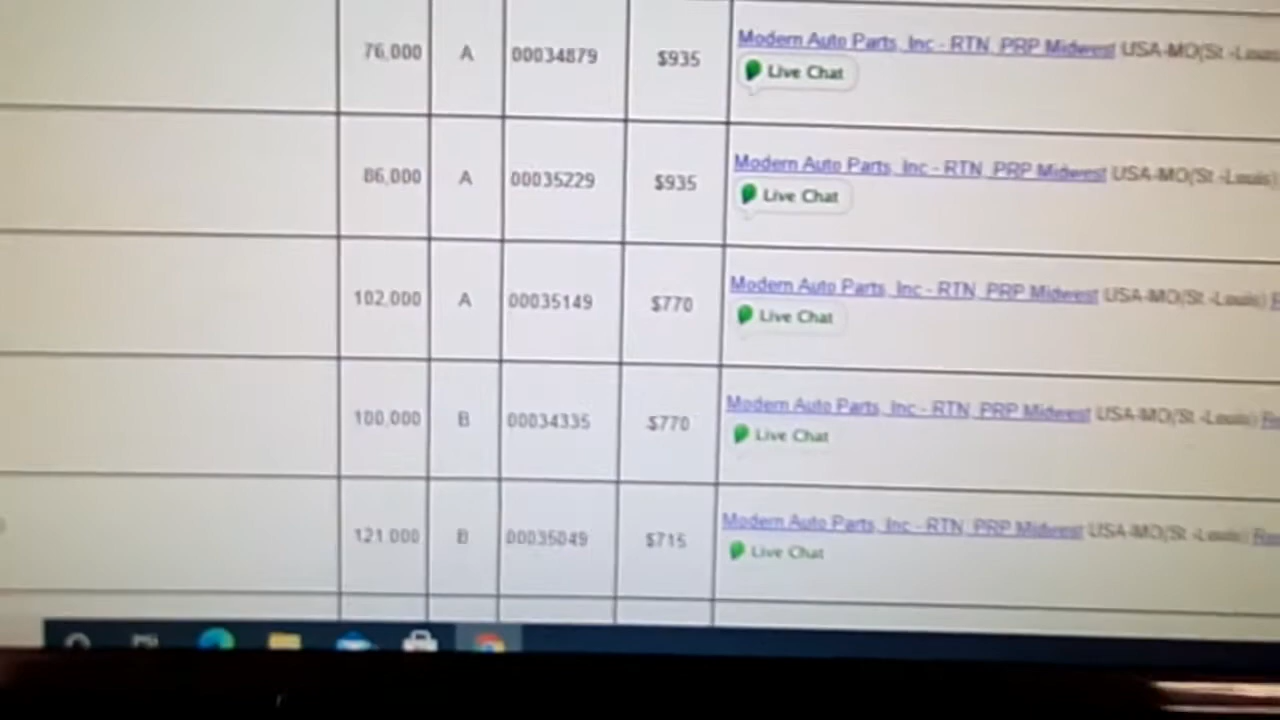 76,000 A 00034879 $935 Modern Auto Parts, Inc - RTN, PRP Midwest USA-MO(St -Louis
Live Chat
86,000 A 00035229 $935 Modern Auto Parts, Inc - RTN, PRP Midwest USA-MO(St -Louis)
Live Chat
102,000 A 00035149 $770 Modern Auto Parts, Inc - RTN, PRP Midwest USA-MO(St -Louis)
Live Chat
100,000 B 00034335 $770 Modern Auto Parts, Inc - RTN, PRP Midwest USA-MO(St -Louis)
Live Chat
121,000 B 00035049 $715 Modern Auto Parts, Inc - RTN, PRP Midwest USA-MO(St -Louis)
Live Chat